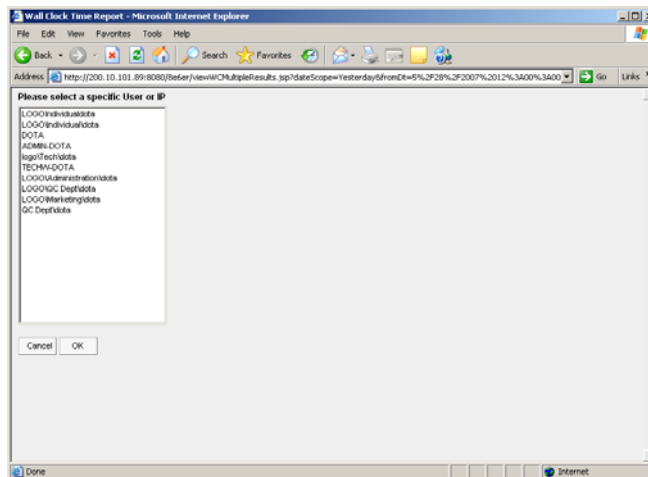 Wall Clock Time Report - Microsoft Internet Explorer
File Edit View Favorites Tools Help
Back Search Favorites
Address http://200.10.101.89:8080/8e6er/viewWCMultipleResults.jsp?dateScope=Yesterday&fromDt=5%2F28%2F2007%2012%3A00%3A00 Go Links
Please select a specific User or IP
LOGO\Individual\dota
LOGO\Individual\dota
DOTA
ADMIN-DOTA
logo\Tech\dota
TECHW-DOTA
LOGO\Administration\dota
LOGO\QC Dept\dota
LOGO\Marketing\dota
QC Dept\dota
Cancel OK
Done Internet